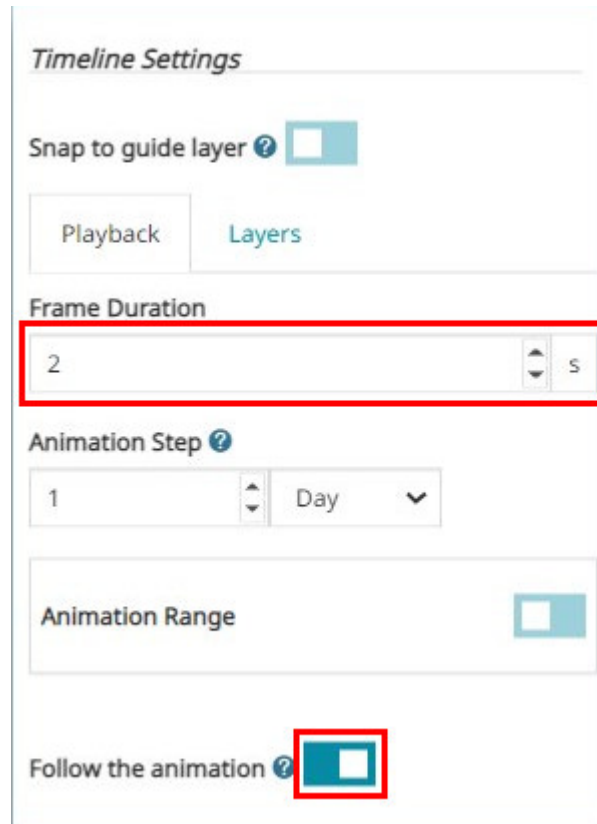 Timeline Settings
Snap to guide layer ?
Playback Layers
Frame Duration
2 s
Animation Step ?
1 Day
Animation Range
Follow the animation ?